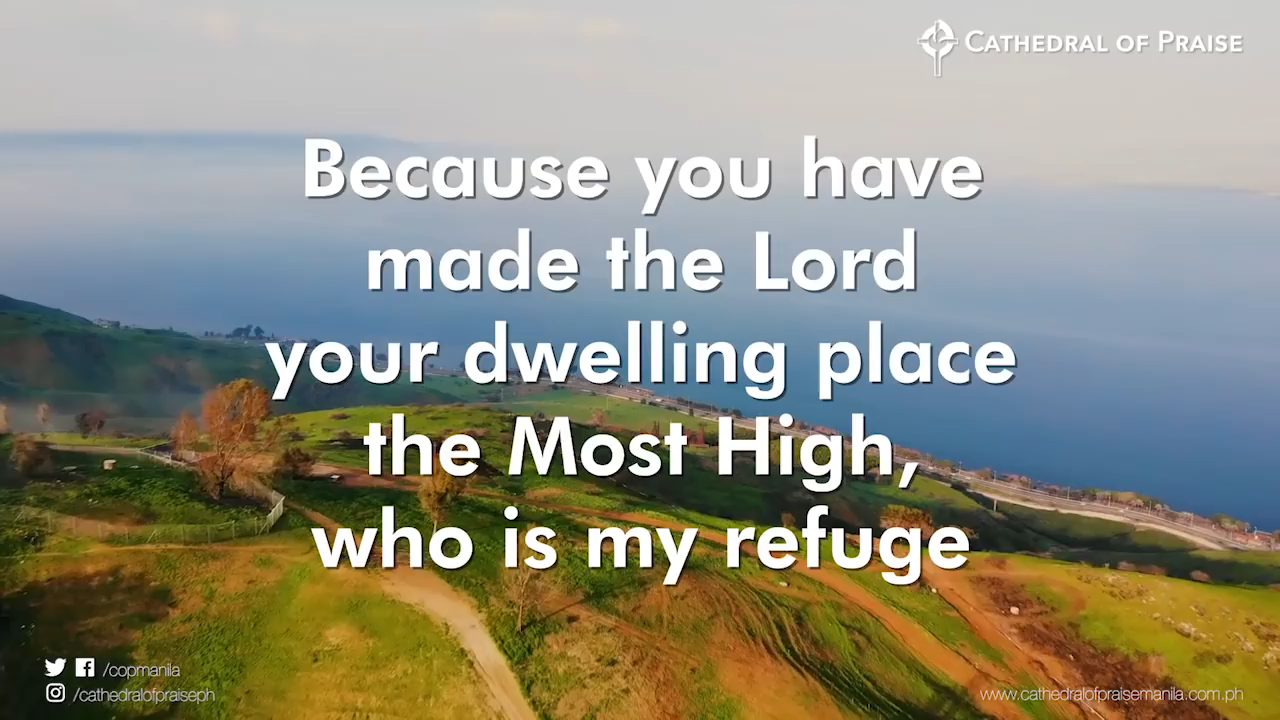 Cathedral of Praise
Because you have
made the Lord
your dwelling place
the Most High,
who is my refuge
/copmanila
/cathedralofpraiseph
www.cathedralofpraisemanila.com.ph